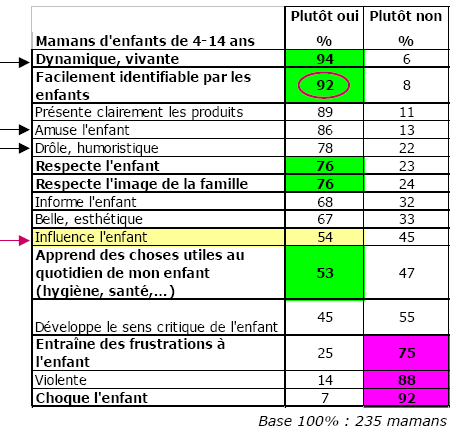 Plutôt oui Plutôt non
Mamans d'enfants de 4-14 ans % %
Dynamique, vivante 94 6
Facilement identifiable par les
enfants 92 8
Présente clairement les produits 89 11
Amuse l'enfant 86 13
Drôle, humoristique 78 22
Respecte l'enfant 76 23
Respecte l'image de la famille 76 24
Informe l'enfant 68 32
Belle, esthétique 67 33
Influence l'enfant 54 45
Apprend des choses utiles au
quotidien de mon enfant 53 47
(hygiène, santé,...)
Développe le sens critique de l'enfant 45 55
Entraîne des frustrations à
l'enfant 25 75
Violente 14 88
Choque l'enfant 7 92
Base 100% : 235 mamans